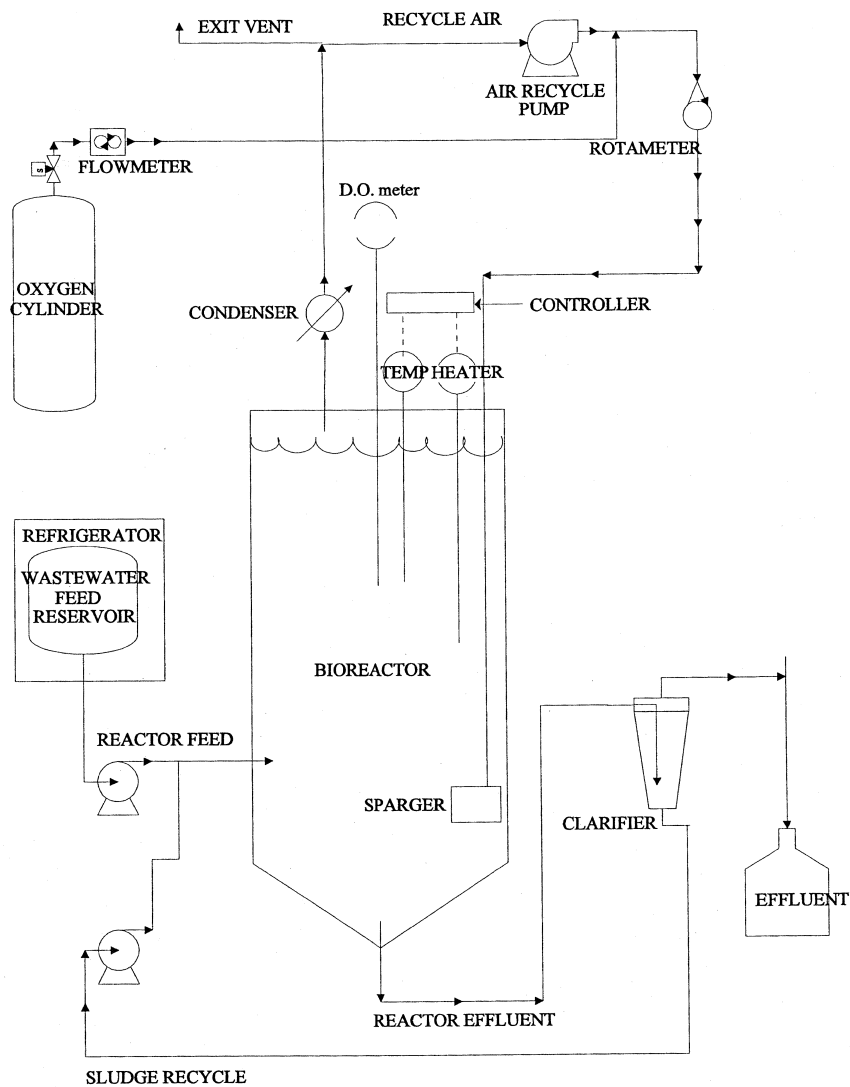 EXIT VENT
RECYCLE AIR
AIR RECYCLE
PUMP
ROTAMETER
FLOWMETER
s
D.O. meter
OXYGEN
CYLINDER
CONDENSER
CONTROLLER
TEMP
HEATER
REFRIGERATOR
WASTEWATER
FEED
RESERVOIR
BIOREACTOR
REACTOR FEED
SPARGER
CLARIFIER
EFFLUENT
REACTOR EFFLUENT
SLUDGE RECYCLE